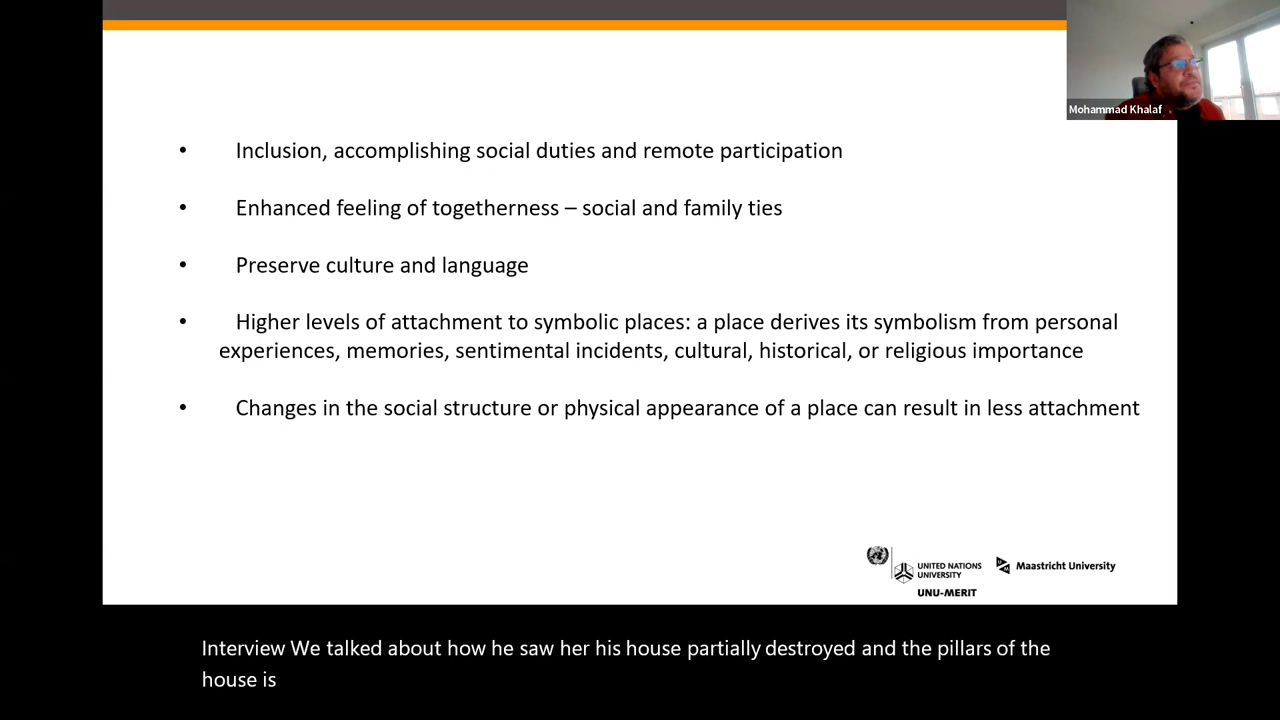 Mohammad Khalaf
• Inclusion, accomplishing social duties and remote participation
• Enhanced feeling of togetherness – social and family ties
• Preserve culture and language
• Higher levels of attachment to symbolic places: a place derives its symbolism from personal
experiences, memories, sentimental incidents, cultural, historical, or religious importance
• Changes in the social structure or physical appearance of a place can result in less attachment
UNITED NATIONS
UNIVERSITY
UNU-MERIT
Maastricht University
Interview We talked about how he saw her his house partially destroyed and the pillars of the
house is